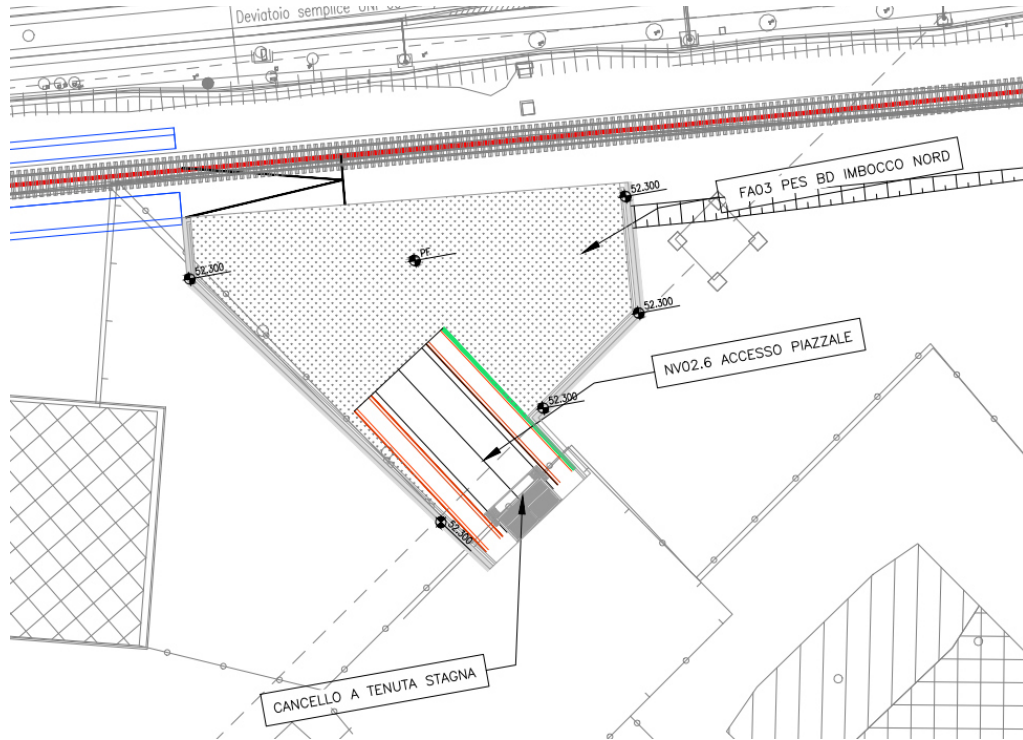 Deviatoio semplice
FA03 PES BD IMBOCCO NORD
52.300
PF
52.300
52.300
NV02.6 ACCESSO PIAZZALE
52.300
52.300
CANCELLO A TENUTA STAGNA